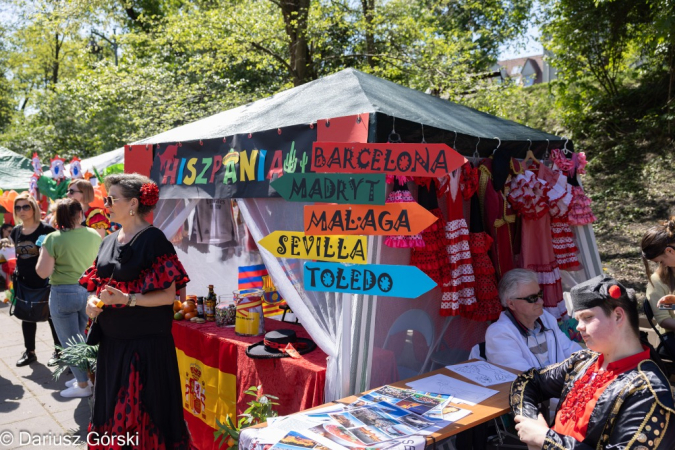 HISZPANIA
BARCELONA
MADRYT
MALAGA
SEVILLA
TOLEDO
© Dariusz Górski